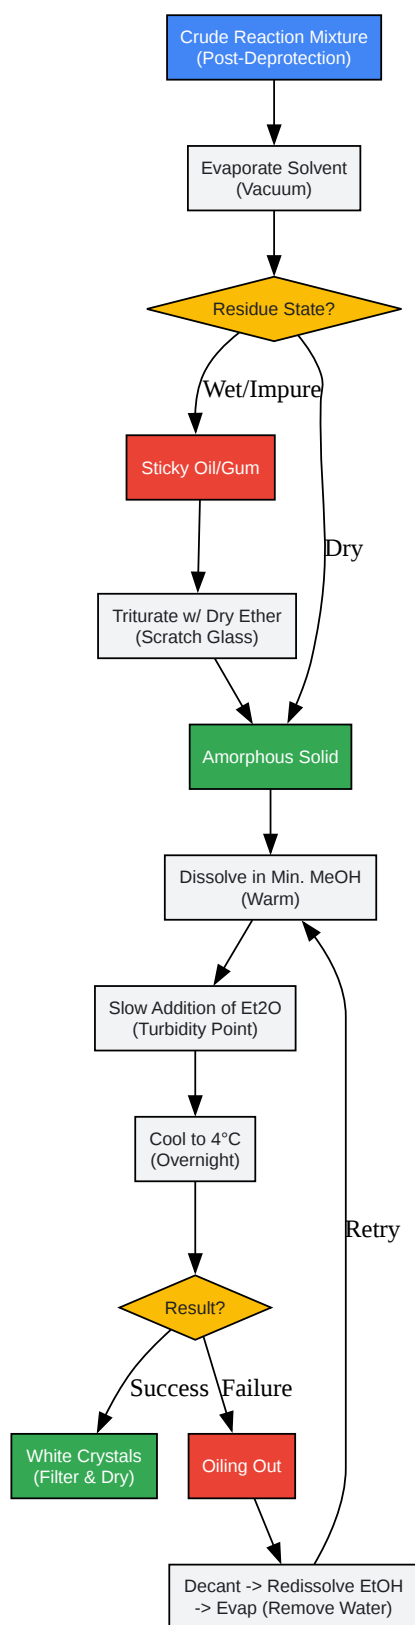 Crude Reaction Mixture
(Post-Deprotection)
Evaporate Solvent
(Vacuum)
Residue State?
Wet/Impure
Sticky Oil/Gum
Dry
Triturate w/ Dry Ether
(Scratch Glass)
Amorphous Solid
Dissolve in Min. MeOH
(Warm)
Slow Addition of Et2O
(Turbidity Point)
Cool to 4°C
(Overnight)
Retry
Result?
Success
Failure
White Crystals
(Filter & Dry)
Oiling Out
Decant -> Redissolve EtOH
-> Evap (Remove Water)